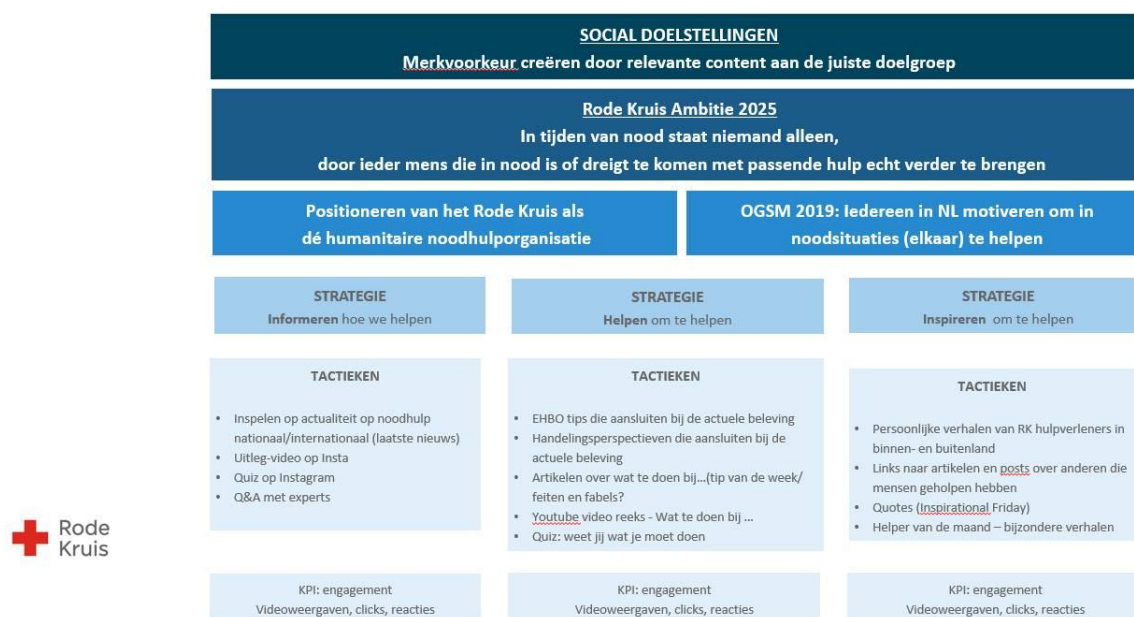 SOCIAL DOELSTELLINGEN
Merkvoorkeur creëren door relevante content aan de juiste doelgroep
Rode Kruis Ambitie 2025
In tijden van nood staat niemand alleen,
door ieder mens die in nood is of dreigt te komen met passende hulp echt verder te brengen
Positioneren van het Rode Kruis als
dé humanitaire noodhulporganisatie
OGSM 2019: Iedereen in NL motiveren om in
noodsituaties (elkaar) te helpen
STRATEGIE
Informeren hoe we helpen
STRATEGIE
Helpen om te helpen
STRATEGIE
Inspireren om te helpen
TACTIEKEN
• Inspelen op actualiteit op noodhulp
nationaal/internationaal (laatste nieuws)
• Uitleg-video op Insta
• Quiz op Instagram
• Q&A met experts
TACTIEKEN
• EHBO tips die aansluiten bij de actuele beleving
• Handelingsperspectieven die aansluiten bij de
actuele beleving
• Artikelen over wat te doen bij...(tip van de week/
feiten en fabels?
• Youtube video reeks - Wat te doen bij ...
• Quiz: weet jij wat je moet doen
TACTIEKEN
• Persoonlijke verhalen van RK hulpverleners in
binnen- en buitenland
• Links naar artikelen en posts over anderen die
mensen geholpen hebben
• Quotes (Inspirational Friday)
• Helper van de maand – bijzondere verhalen
KPI: engagement
Videoweergaven, clicks, reacties
KPI: engagement
Videoweergaven, clicks, reacties
KPI: engagement
Videoweergaven, clicks, reacties
Rode
Kruis